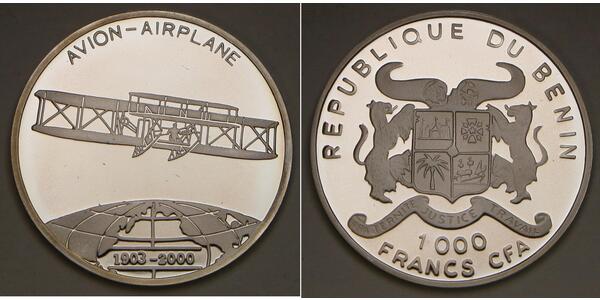 AVION-AIRPLANE
1903-2000
REPUBLIQUE DU BENIN
FRATERNITE JUSTICE TRAVAIL
1000
FRANCS CFA